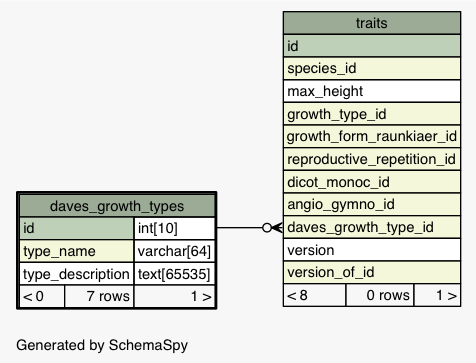 traits
id
species_id
max_height
growth_type_id
growth_form_raunkiaer_id
reproductive_repetition_id
dicot_monoc_id
angio_gymno_id
daves_growth_type_id
version
version_of_id
< 8 0 rows 1 >
daves_growth_types
id int[10]
type_name varchar[64]
type_description text[65535]
< 0 7 rows 1 >
Generated by SchemaSpy